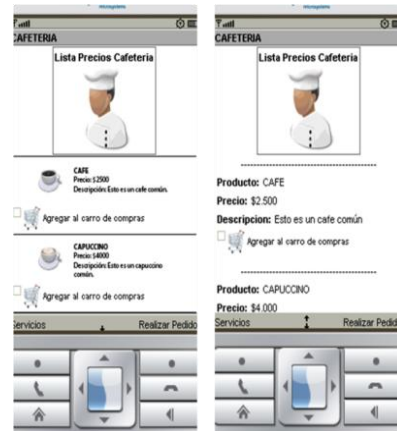 CAFETERIA
Lista Precios Cafeteria
CAFE
Precio: $2500
Descripción: Esto es un cafe común.
Agregar al carro de compras
CAPUCCINO
Precio: $4000
Descripción: Esto es un capuccino
común.
Agregar al carro de compras
Servicios
Realizar Pedido
CAFETERIA
Lista Precios Cafeteria
Producto: CAFE
Precio: $2.500
Descripcion: Esto es un cafe común
Agregar al carro de compras
Producto: CAPUCCINO
Precio: $4.000
Servicios
Realizar Pedid